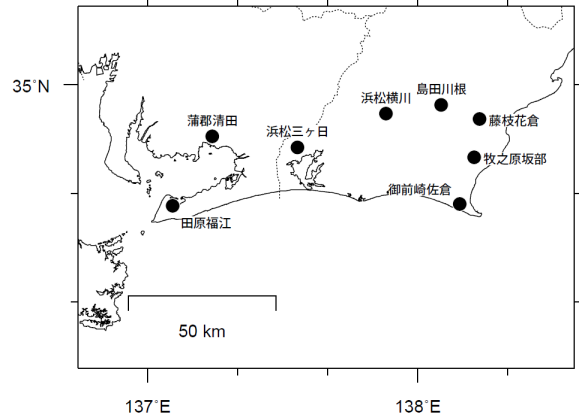 35°N
島田川根
浜松横川
蒲郡清田
浜松三ヶ日
藤枝花倉
牧之原坂部
御前崎佐倉
田原福江
50 km
137°E
138°E